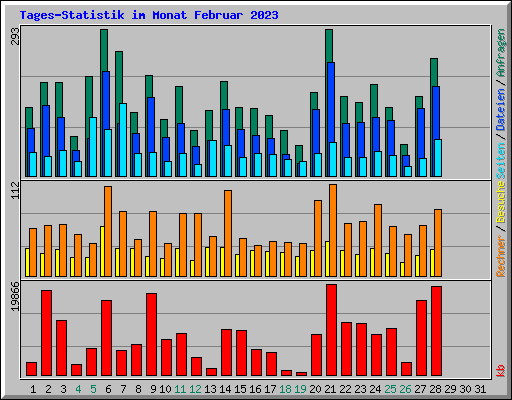 Tages-Statistik im Monat Februar 2023
293
112
19866
Rechner / Besuche Seiten / Dateien / Anfragen
kb
1 2 3 4 5 6 7 8 9 10 11 12 13 14 15 16 17 18 19 20 21 22 23 24 25 26 27 28 29 30 31